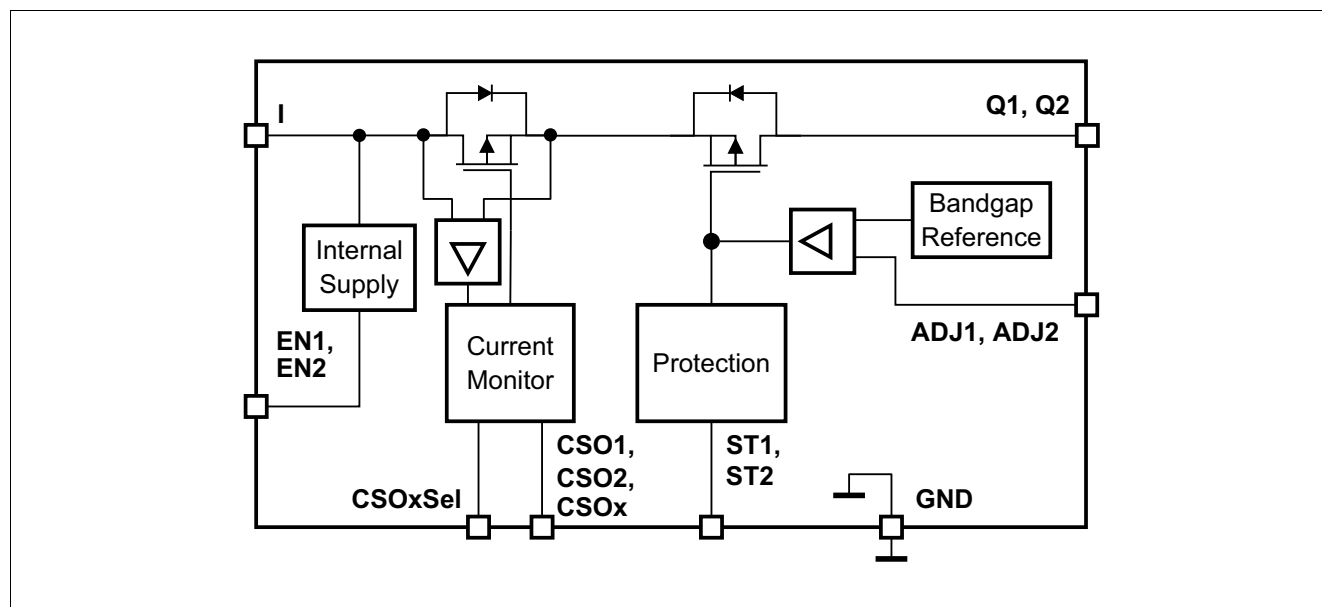 I
Q1, Q2
Bandgap
Reference
Internal
Supply
ADJ1, ADJ2
EN1,
EN2
Current
Monitor
Protection
CSO1,
CSO2,
CSOx
ST1,
ST2
CSOxSel
GND